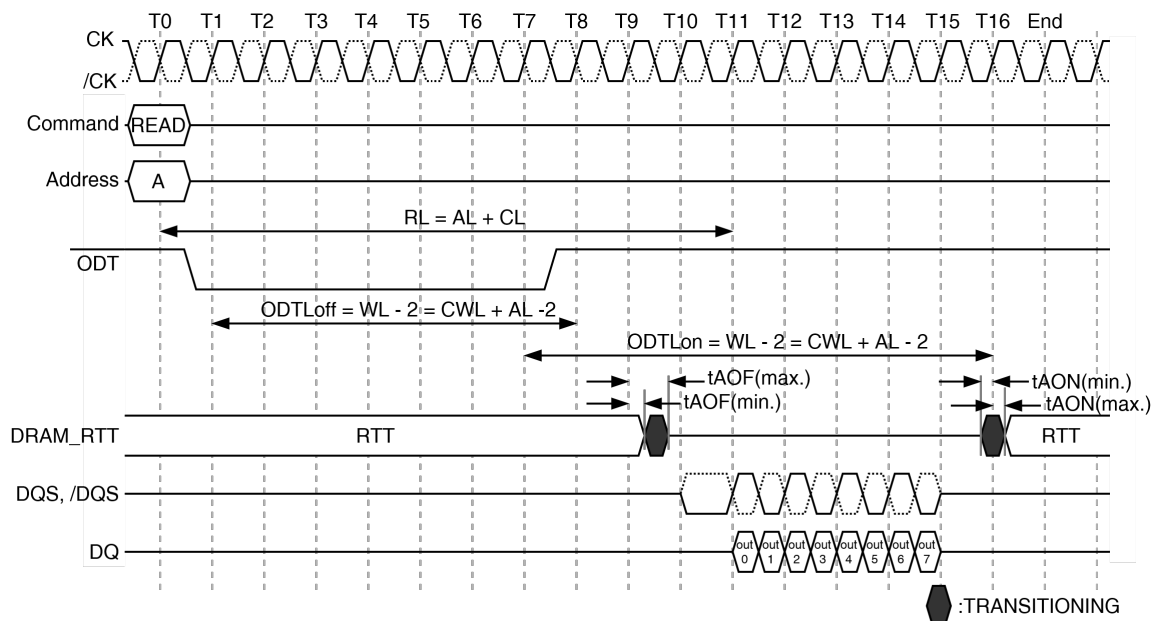 T0 T1 T2 T3 T4 T5 T6 T7 T8 T9 T10 T11 T12 T13 T14 T15 T16 End
CK
/CK
Command READ
Address A
RL = AL + CL
ODT
ODTLoff = WL - 2 = CWL + AL -2
ODTLon = WL - 2 = CWL + AL - 2
tAOF(max.) tAON(min.)
tAOF(min.) tAON(max.)
DRAM_RTT RTT RTT
DQS, /DQS
DQ out 0 out 1 out 2 out 3 out 4 out 5 out 6 out 7
:TRANSITIONING